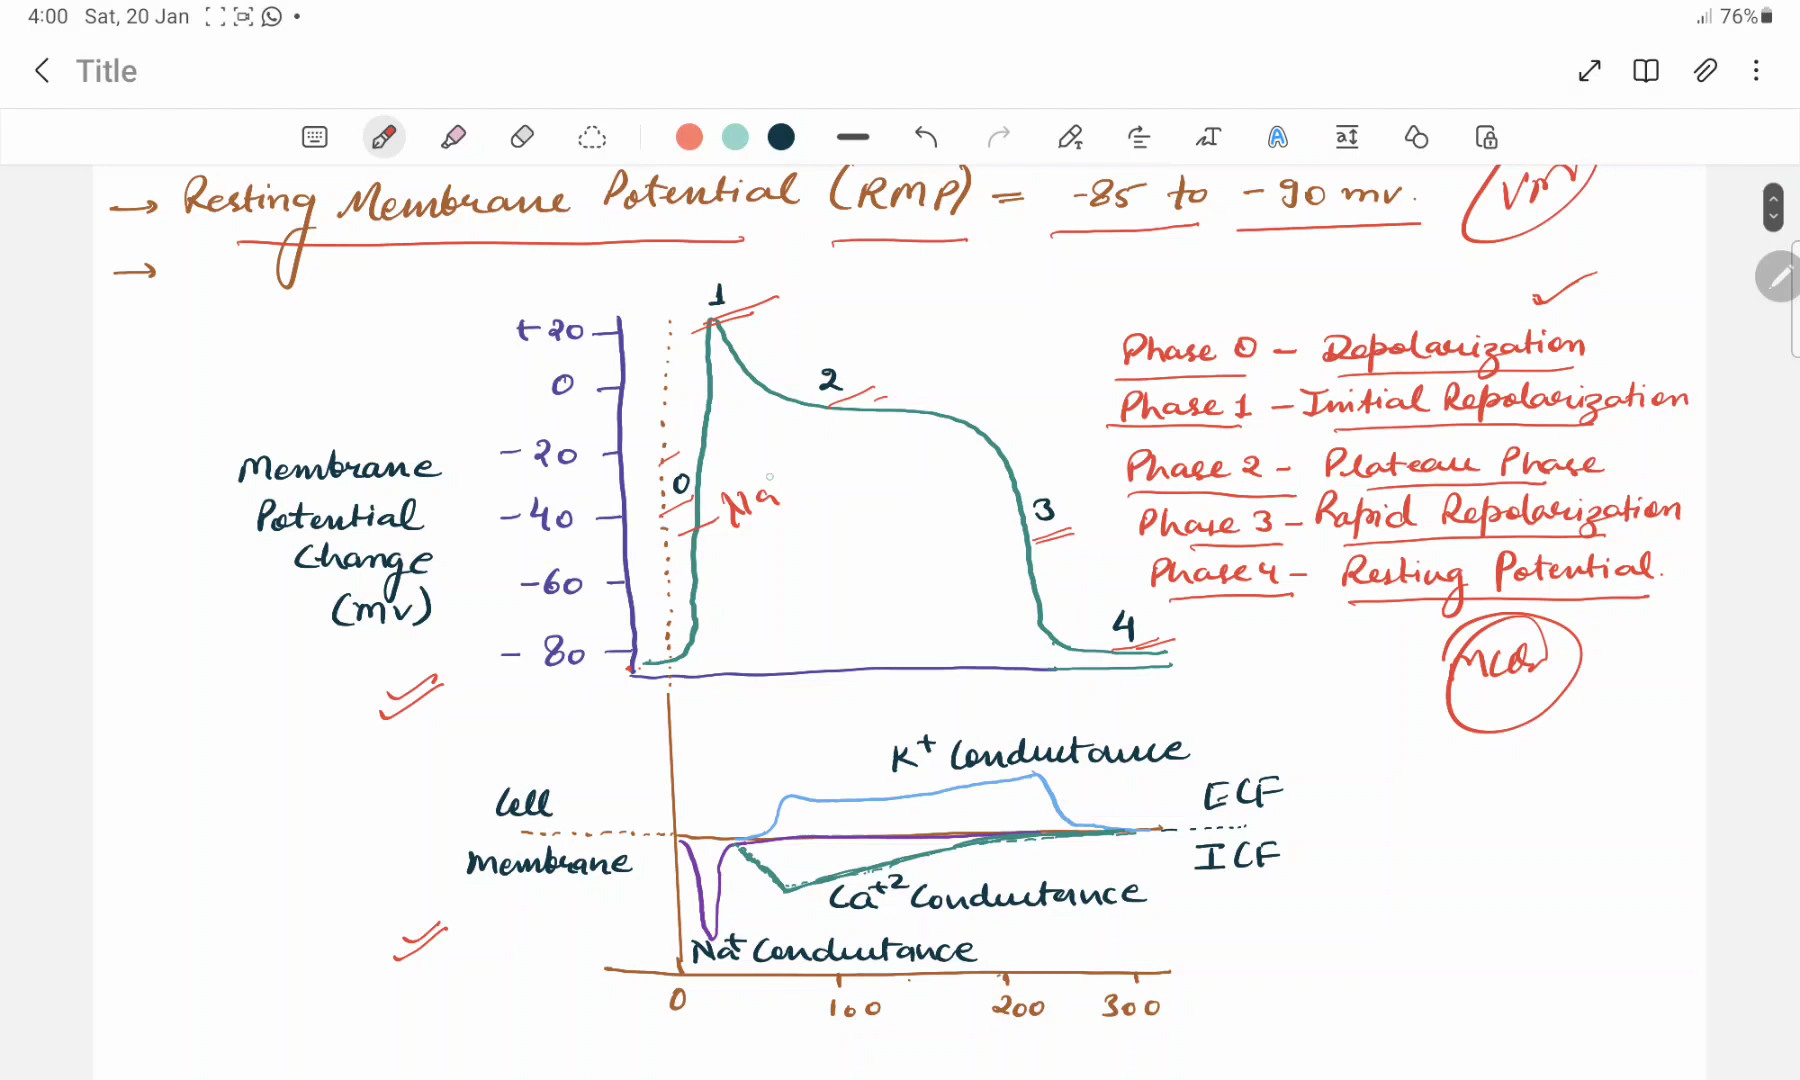 4:00 Sat, 20 Jan
76%
Title
→ Resting Membrane Potential (RMP) = -85 to -90 mv.
→
1
+20
0
2
-20
0
Na
-40
3
-60
4
-80
Membrane
Potential
Change
(mv)
Phase 0 - Depolarization
Phase 1 - Initial Repolarization
Phase 2 - Plateau Phase
Phase 3 - Rapid Repolarization
Phase 4 - Resting Potential.
K+ Conductance
Cell
Membrane
ECF
ICF
Ca+2 Conductance
Na+ Conductance
0 100 200 300